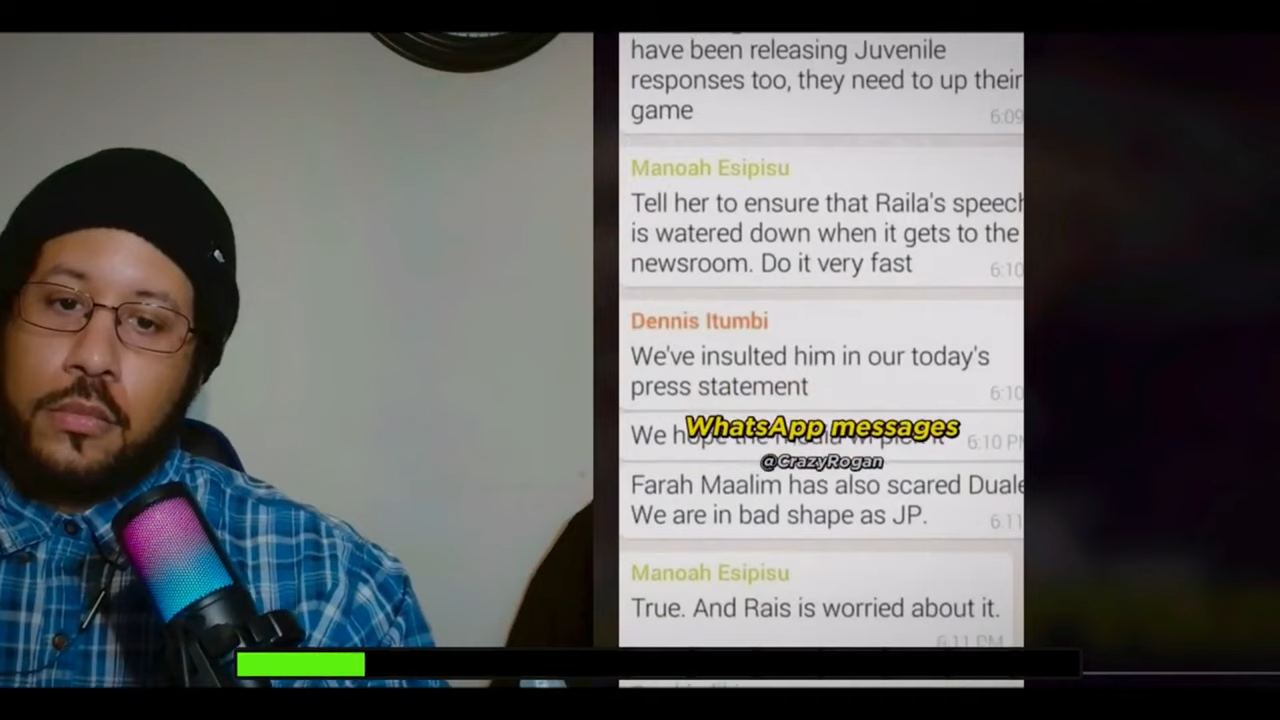 have been releasing Juvenile
responses too, they need to up their
game
6:09
Manoah Esipisu
Tell her to ensure that Raila's speech
is watered down when it gets to the
newsroom. Do it very fast
6:10
Dennis Itumbi
We've insulted him in our today's
press statement
6:10
WhatsApp messages
We
6:10 PM
@CrazyRogan
Farah Maalim has also scared Duale
We are in bad shape as JP.
6:11
Manoah Esipisu
True. And Rais is worried about it.
6:11 PM